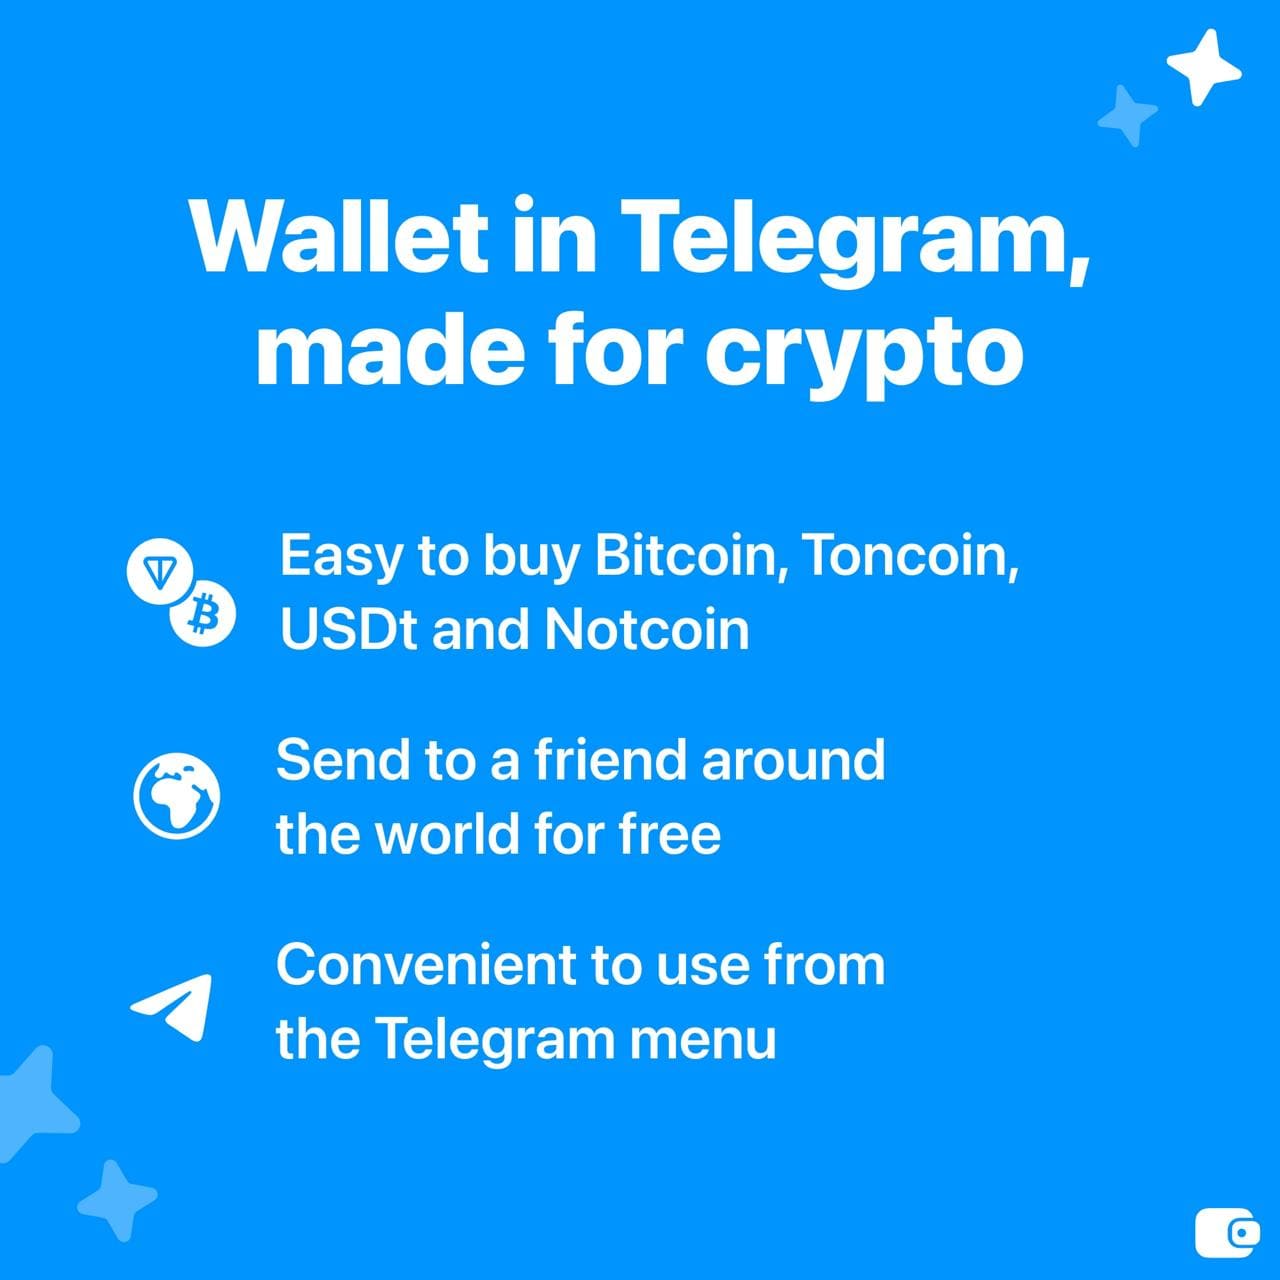 Wallet in Telegram,
made for crypto
Easy to buy Bitcoin, Toncoin,
USDt and Notcoin
Send to a friend around
the world for free
Convenient to use from
the Telegram menu